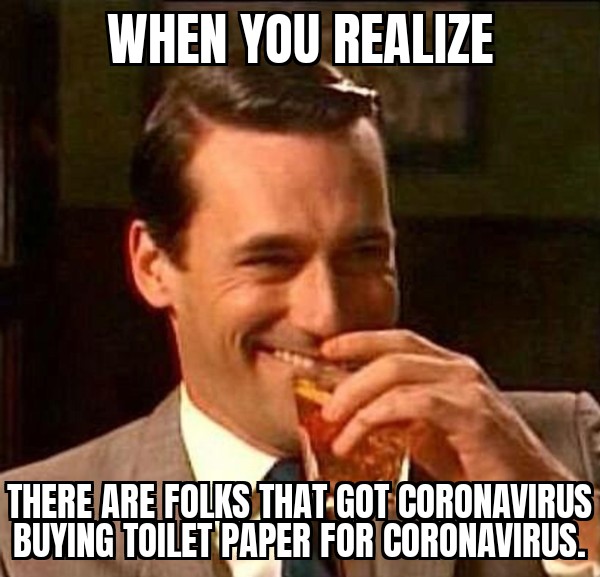 WHEN YOU REALIZE
THERE ARE FOLKS THAT GOT CORONAVIRUS
BUYING TOILET PAPER FOR CORONAVIRUS.